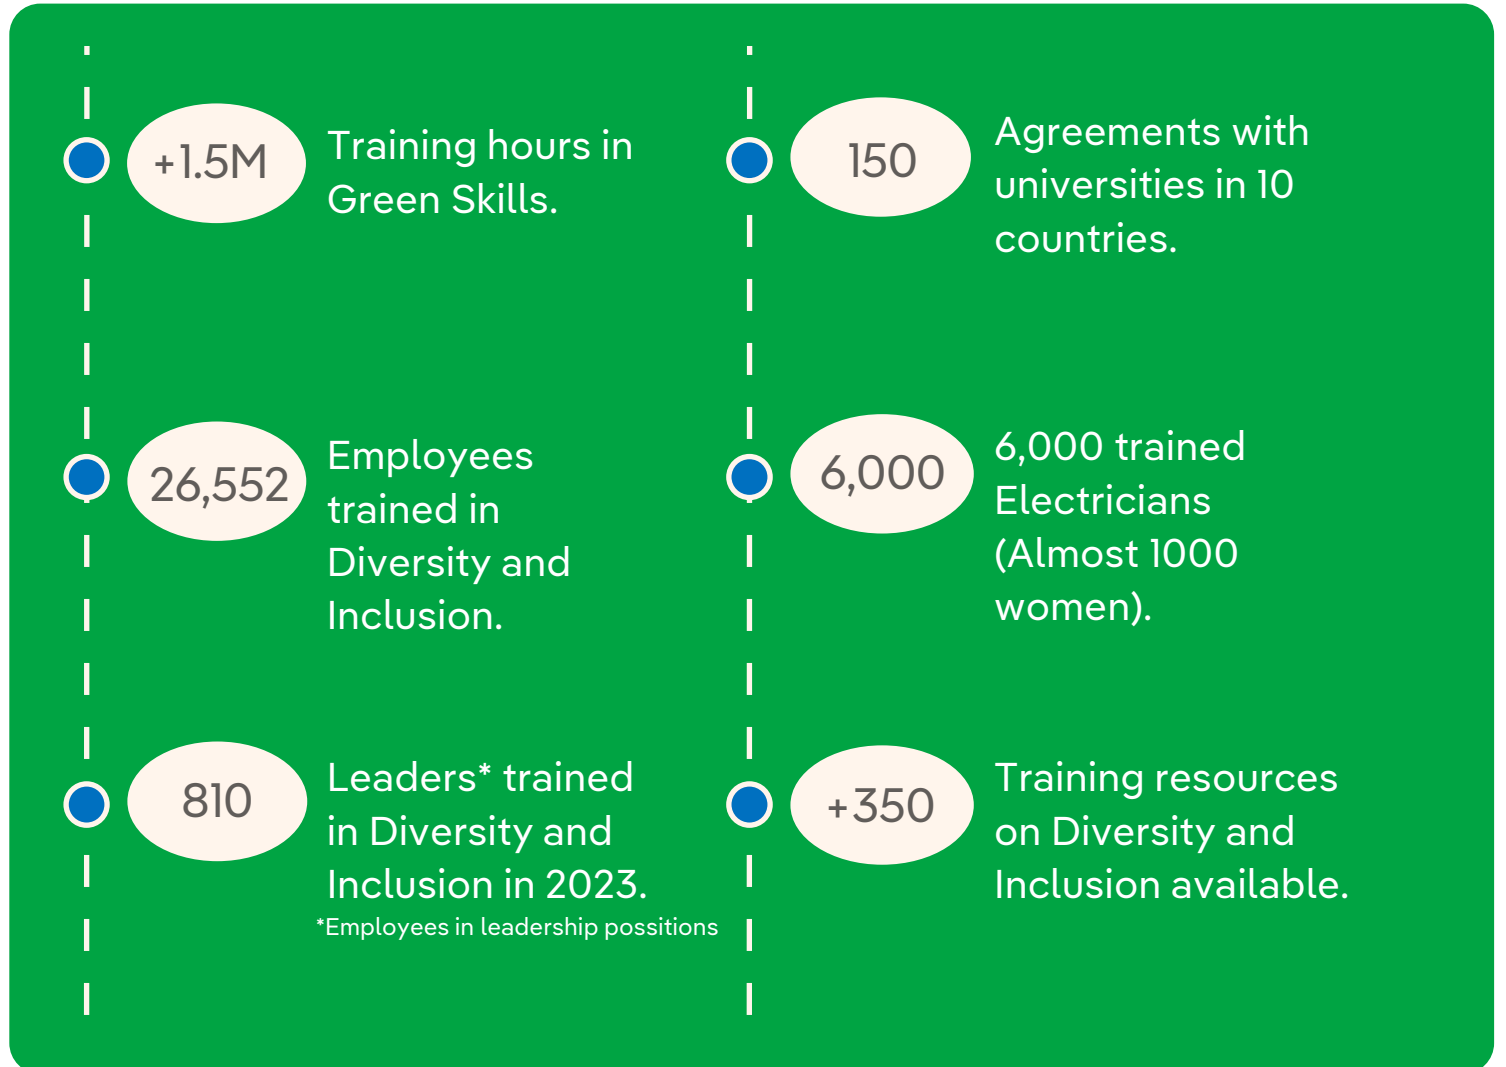 +1.5M
Training hours in
Green Skills.
26,552
Employees
trained in
Diversity and
Inclusion.
810
Leaders* trained
in Diversity and
Inclusion in 2023.
*Employees in leadership possitions
150
Agreements with
universities in 10
countries.
6,000
6,000 trained
Electricians
(Almost 1000
women).
+350
Training resources
on Diversity and
Inclusion available.